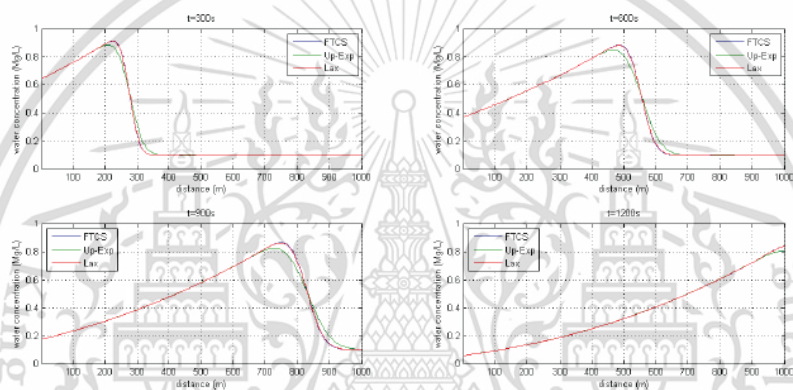 t=300s
water concentration (Mg/L)
1
0.8
0.6
0.4
0.2
0
FTCS
Up-Exp
Lax
100 200 300 400 500 600 700 800 900 1000
distance (m)
t=600s
water concentration (Mg/L)
1
0.8
0.6
0.4
0.2
0
FTCS
Up-Exp
Lax
100 200 300 400 500 600 700 800 900 1000
distance (m)
t=900s
water concentration (Mg/L)
1
0.8
0.6
0.4
0.2
0
FTCS
Up-Exp
Lax
100 200 300 400 500 600 700 800 900 1000
distance (m)
t=1200s
water concentration (Mg/L)
1
0.8
0.6
0.4
0.2
0
FTCS
Up-Exp
Lax
100 200 300 400 500 600 700 800 900 1000
distance (m)